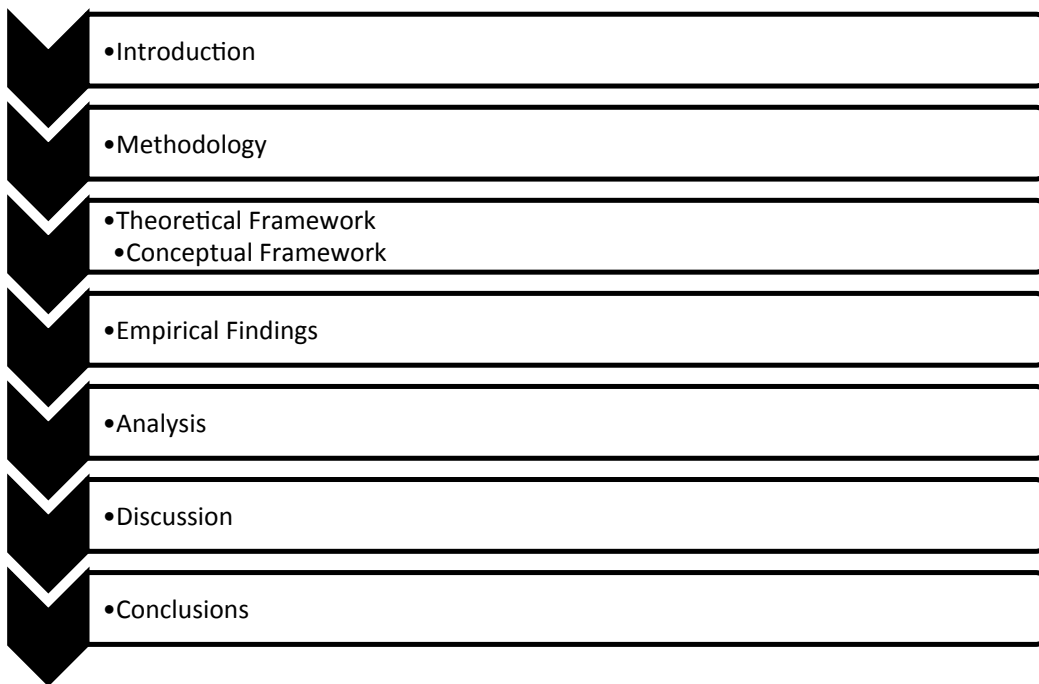 •Introduction
•Methodology
•Theoretical Framework
•Conceptual Framework
•Empirical Findings
•Analysis
•Discussion
•Conclusions